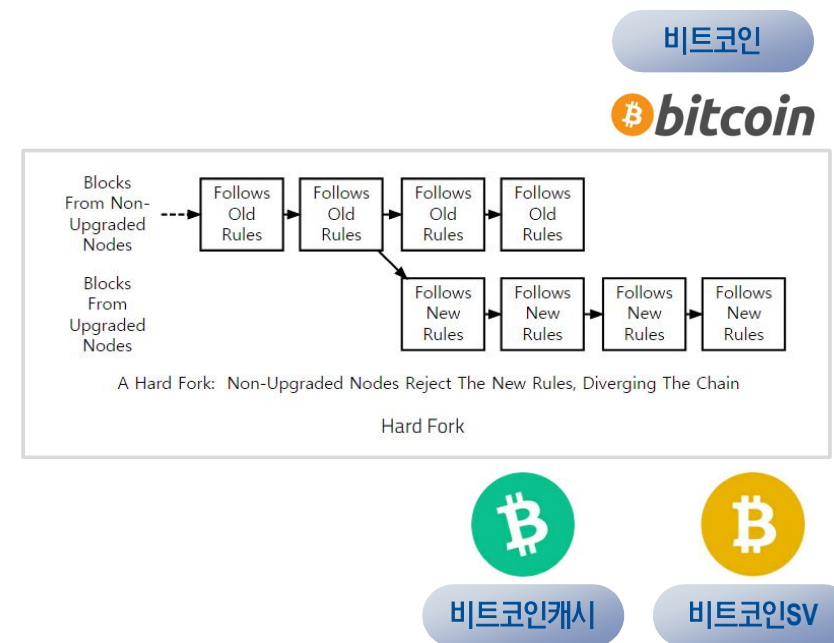 비트코인
bitcoin
Blocks
From Non-
Upgraded
Nodes
Follows
Old
Rules
Follows
Old
Rules
Follows
Old
Rules
Follows
Old
Rules
Blocks
From
Upgraded
Nodes
Follows
New
Rules
Follows
New
Rules
Follows
New
Rules
Follows
New
Rules
A Hard Fork: Non-Upgraded Nodes Reject The New Rules, Diverging The Chain
Hard Fork
비트코인캐시
비트코인SV